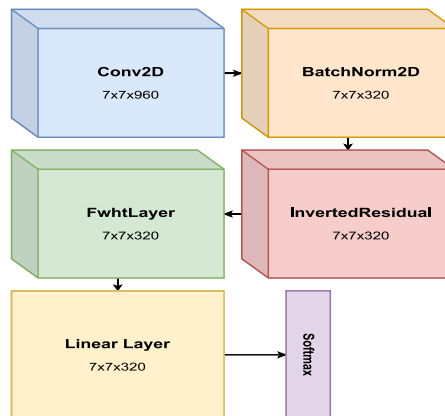 Conv2D
7x7x960
BatchNorm2D
7x7x320
InvertedResidual
7x7x320
FwhtLayer
7x7x320
Linear Layer
7x7x320
Softmax